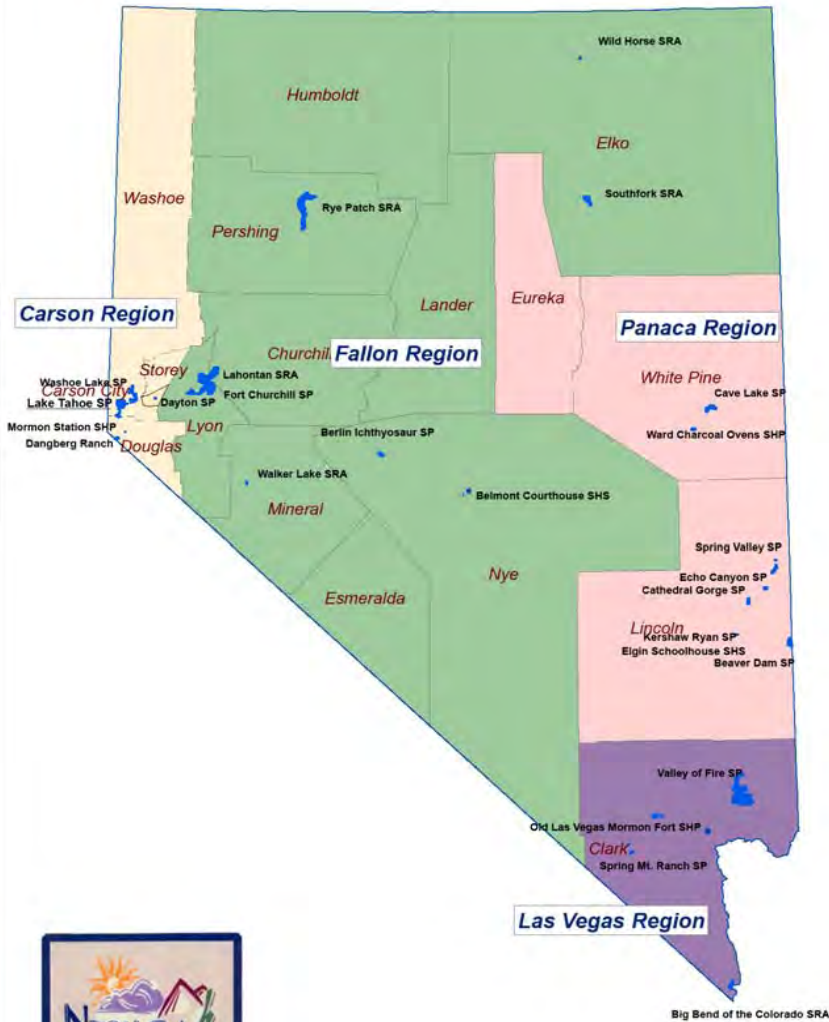 Wild Horse SRA
Humboldt
Elko
Washoe
Southfork SRA
Rye Patch SRA
Pershing
Lander
Eureka
Carson Region
Panaca Region
Fallon Region
Churchill
White Pine
Storey
Lahontan SRA
Washoe Lake SP
Carson City
Cave Lake SP
Fort Churchill SP
Lake Tahoe SP
Dayton SP
Mormon Station SHP
Lyon
Berlin Ichthyosaur SP
Ward Charcoal Ovens SHP
Dangberg Ranch
Douglas
Walker Lake SRA
Belmont Courthouse SHS
Mineral
Spring Valley SP
Nye
Echo Canyon SP
Cathedral Gorge SP
Esmeralda
Lincoln
Kershaw Ryan SP
Elgin Schoolhouse SHS
Beaver Dam SP
Valley of Fire SP
Old Las Vegas Mormon Fort SHP
Clark
Spring Mt. Ranch SP
Las Vegas Region
Big Bend of the Colorado SRA